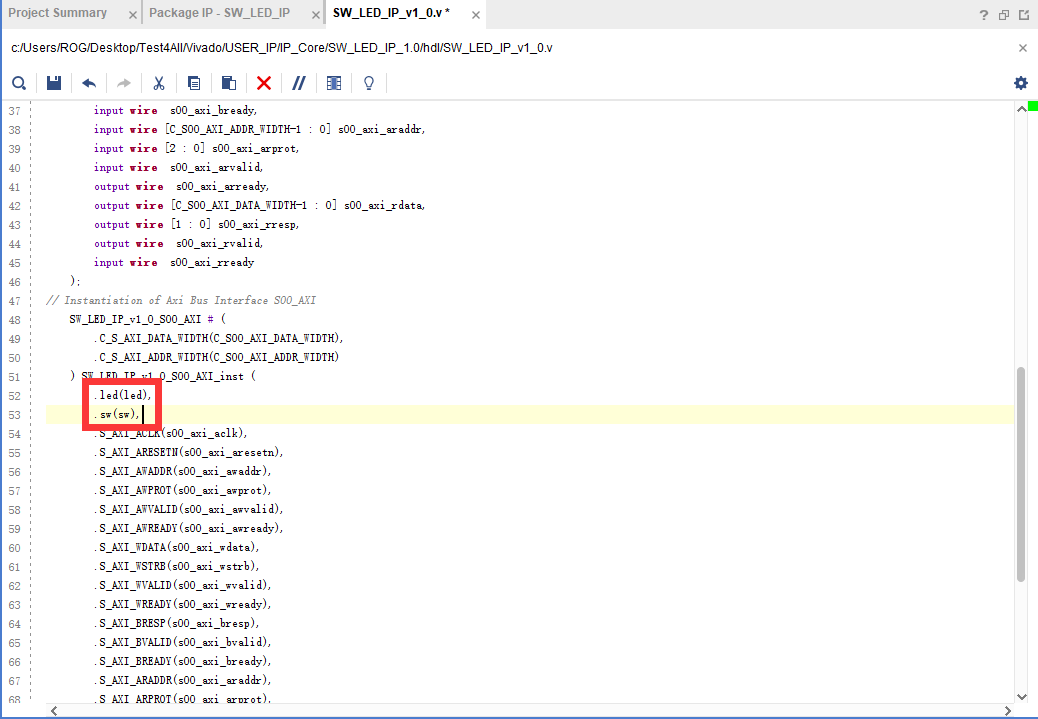 Project Summary × Package IP - SW_LED_IP × SW_LED_IP_v1_0.v * ×
c:/Users/ROG/Desktop/Test4All/Vivado/USER_IP/IP_Core/SW_LED_IP_1.0/hdl/SW_LED_IP_v1_0.v
37 input wire s00_axi_bready,
38 input wire [C_S00_AXI_ADDR_WIDTH-1 : 0] s00_axi_araddr,
39 input wire [2 : 0] s00_axi_arprot,
40 input wire s00_axi_arvalid,
41 output wire s00_axi_arready,
42 output wire [C_S00_AXI_DATA_WIDTH-1 : 0] s00_axi_rdata,
43 output wire [1 : 0] s00_axi_rresp,
44 output wire s00_axi_rvalid,
45 input wire s00_axi_rready
46 );
47 // Instantiation of Axi Bus Interface S00_AXI
48 SW_LED_IP_v1_0_S00_AXI # (
49 .C_S_AXI_DATA_WIDTH(C_S00_AXI_DATA_WIDTH),
50 .C_S_AXI_ADDR_WIDTH(C_S00_AXI_ADDR_WIDTH)
51 ) SW_LED_IP_v1_0_S00_AXI_inst (
52 .led(led),
53 .sw(sw),
54 .S_AXI_ACLK(s00_axi_aclk),
55 .S_AXI_ARESETN(s00_axi_aresetn),
56 .S_AXI_AWADDR(s00_axi_awaddr),
57 .S_AXI_AWPROT(s00_axi_awprot),
58 .S_AXI_AWVALID(s00_axi_awvalid),
59 .S_AXI_AWREADY(s00_axi_awready),
60 .S_AXI_WDATA(s00_axi_wdata),
61 .S_AXI_WSTRB(s00_axi_wstrb),
62 .S_AXI_WVALID(s00_axi_wvalid),
63 .S_AXI_WREADY(s00_axi_wready),
64 .S_AXI_BRESP(s00_axi_bresp),
65 .S_AXI_BVALID(s00_axi_bvalid),
66 .S_AXI_BREADY(s00_axi_bready),
67 .S_AXI_ARADDR(s00_axi_araddr),
68 .S_AXI_ARPROT(s00_axi_arprot),